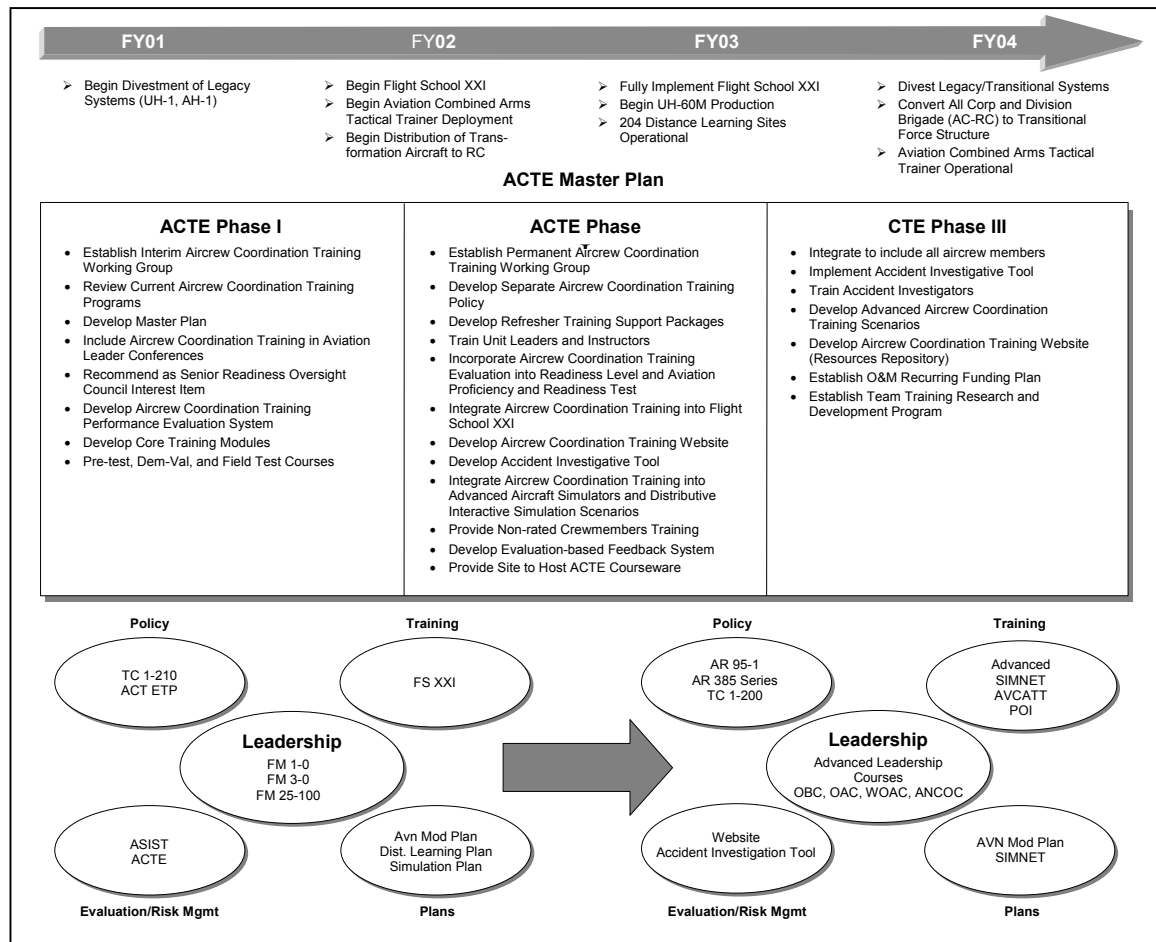 FY01 FY02 FY03 FY04
➢ Begin Divestment of Legacy
Systems (UH-1, AH-1)
➢ Begin Flight School XXI
➢ Begin Aviation Combined Arms
Tactical Trainer Deployment
➢ Begin Distribution of Trans-
formation Aircraft to RC
➢ Fully Implement Flight School XXI
➢ Begin UH-60M Production
➢ 204 Distance Learning Sites
Operational
➢ Divest Legacy/Transitional Systems
➢ Convert All Corp and Division
Brigade (AC-RC) to Transitional
Force Structure
➢ Aviation Combined Arms Tactical
Trainer Operational
ACTE Master Plan
ACTE Phase I
• Establish Interim Aircrew Coordination Training
Working Group
• Review Current Aircrew Coordination Training
Programs
• Develop Master Plan
• Include Aircrew Coordination Training in Aviation
Leader Conferences
• Recommend as Senior Readiness Oversight
Council Interest Item
• Develop Aircrew Coordination Training
Performance Evaluation System
• Develop Core Training Modules
• Pre-test, Dem-Val, and Field Test Courses
ACTE Phase
• Establish Permanent Aircrew Coordination
Training Working Group
• Develop Separate Aircrew Coordination Training
Policy
• Develop Refresher Training Support Packages
• Train Unit Leaders and Instructors
• Incorporate Aircrew Coordination Training
Evaluation into Readiness Level and Aviation
Proficiency and Readiness Test
• Integrate Aircrew Coordination Training into Flight
School XXI
• Develop Aircrew Coordination Training Website
• Develop Accident Investigative Tool
• Integrate Aircrew Coordination Training into
Advanced Aircraft Simulators and Distributive
Interactive Simulation Scenarios
• Provide Non-rated Crewmembers Training
• Develop Evaluation-based Feedback System
• Provide Site to Host ACTE Courseware
CTE Phase III
• Integrate to include all aircrew members
• Implement Accident Investigative Tool
• Train Accident Investigators
• Develop Advanced Aircrew Coordination
Training Scenarios
• Develop Aircrew Coordination Training Website
(Resources Repository)
• Establish O&M Recurring Funding Plan
• Establish Team Training Research and
Development Program
Policy
TC 1-210
ACT ETP
Training
FS XXI
Leadership
FM 1-0
FM 3-0
FM 25-100
ASIST
ACTE
Evaluation/Risk Mgmt
Avn Mod Plan
Dist. Learning Plan
Simulation Plan
Plans
Policy
AR 95-1
AR 385 Series
TC 1-200
Training
Advanced
SIMNET
AVCATT
POI
Leadership
Advanced Leadership
Courses
OBC, OAC, WOAC, ANCOC
Website
Accident Investigation Tool
Evaluation/Risk Mgmt
AVN Mod Plan
SIMNET
Plans